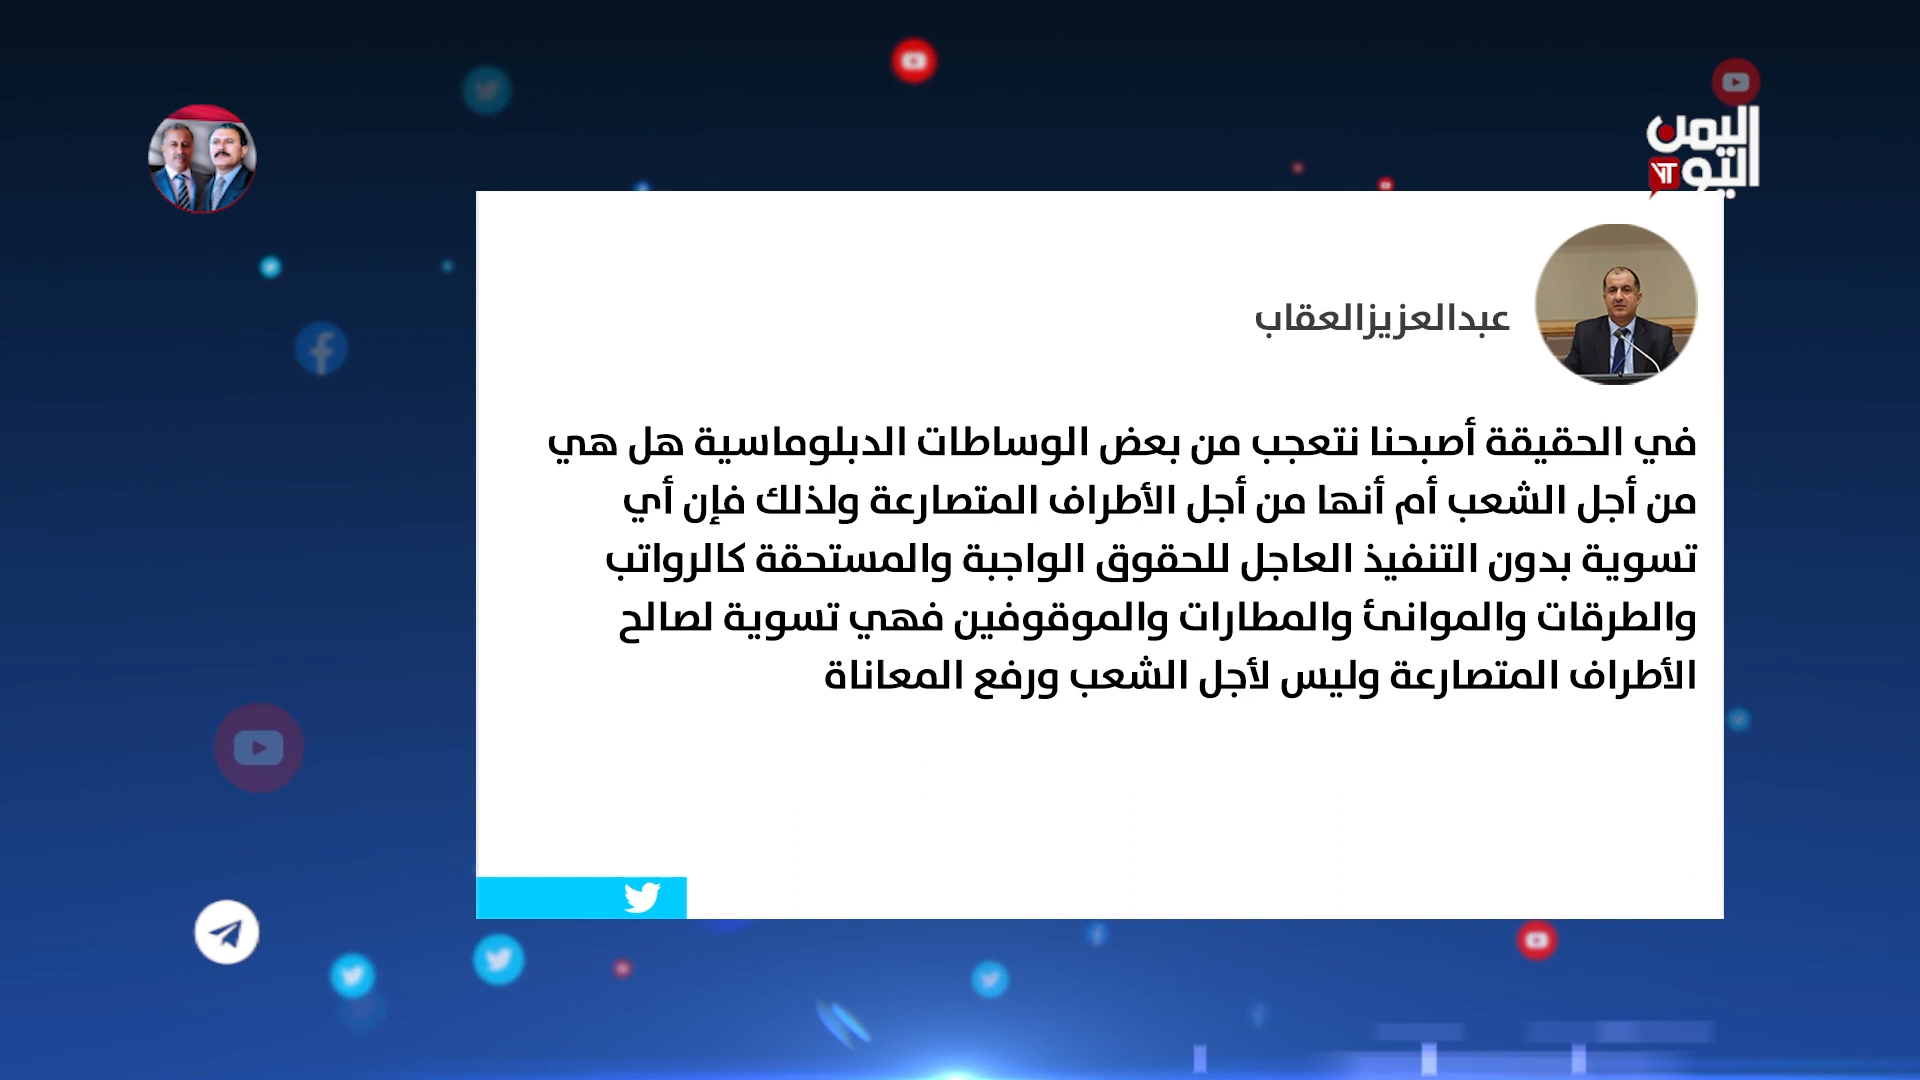 اليمن
اليوم
YT
عبدالعزيزالعقاب
في الحقيقة أصبحنا نتعجب من بعض الوساطات الدبلوماسية هل هي
من أجل الشعب أم أنها من أجل الأطراف المتصارعة ولذلك فإن أي
تسوية بدون التنفيذ العاجل للحقوق الواجبة والمستحقة كالرواتب
والطرقات والموانئ والمطارات والموقوفين فهي تسوية لصالح
الأطراف المتصارعة وليس لأجل الشعب ورفع المعاناة